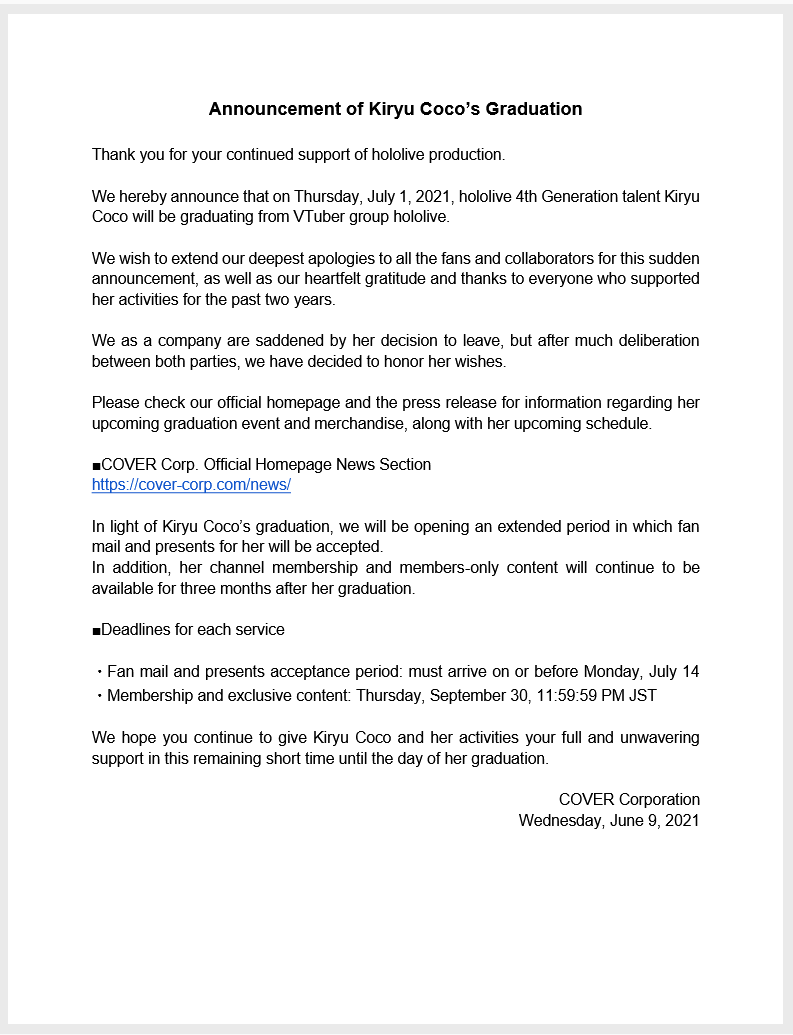 Announcement of Kiryu Coco’s Graduation
Thank you for your continued support of hololive production.
We hereby announce that on Thursday, July 1, 2021, hololive 4th Generation talent Kiryu
Coco will be graduating from VTuber group hololive.
We wish to extend our deepest apologies to all the fans and collaborators for this sudden
announcement, as well as our heartfelt gratitude and thanks to everyone who supported
her activities for the past two years.
We as a company are saddened by her decision to leave, but after much deliberation
between both parties, we have decided to honor her wishes.
Please check our official homepage and the press release for information regarding her
upcoming graduation event and merchandise, along with her upcoming schedule.
■COVER Corp. Official Homepage News Section
https://cover-corp.com/news/
In light of Kiryu Coco’s graduation, we will be opening an extended period in which fan
mail and presents for her will be accepted.
In addition, her channel membership and members-only content will continue to be
available for three months after her graduation.
■Deadlines for each service
・Fan mail and presents acceptance period: must arrive on or before Monday, July 14
・Membership and exclusive content: Thursday, September 30, 11:59:59 PM JST
We hope you continue to give Kiryu Coco and her activities your full and unwavering
support in this remaining short time until the day of her graduation.
COVER Corporation
Wednesday, June 9, 2021